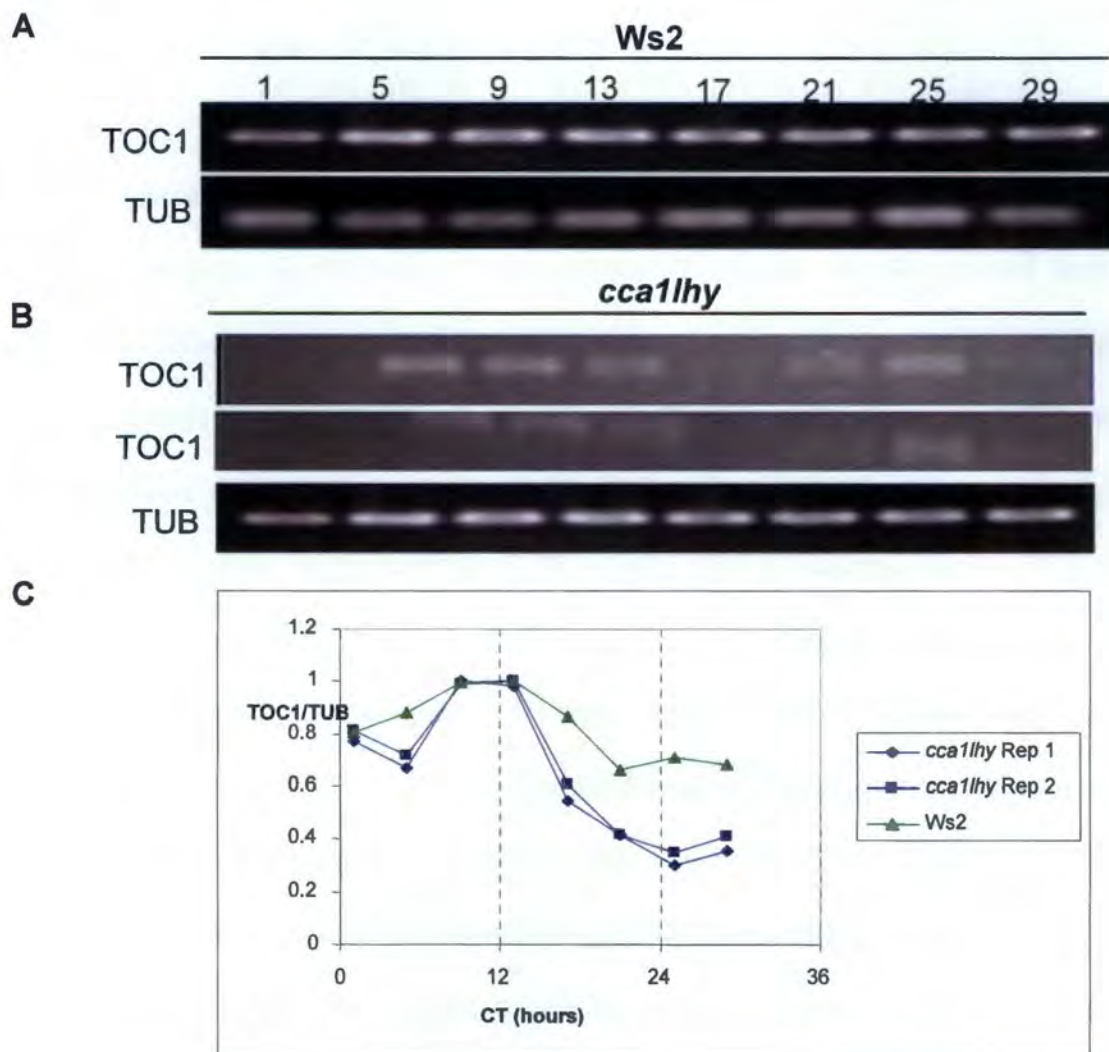 A
Ws2
1 5 9 13 17 21 25 29
TOC1
TUB
B
cca1lhy
TOC1
TOC1
TUB
C
1.2
1
0.8
0.6
0.4
0.2
0
TOC1/TUB
0 12 24 36
CT (hours)
cca1lhy Rep 1
cca1lhy Rep 2
Ws2